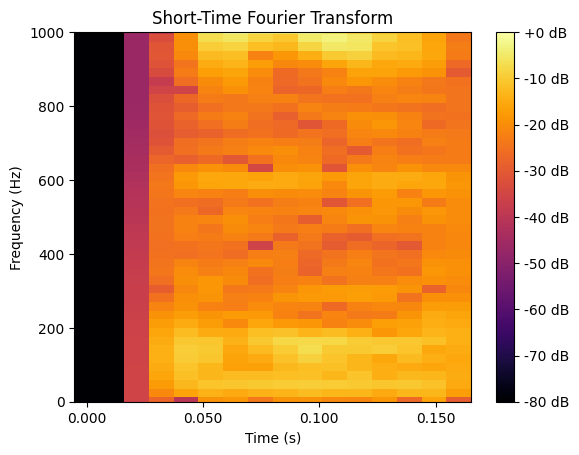 Short-Time Fourier Transform
1000
800
600
400
200
0
Frequency (Hz)
0.000
0.050
0.100
0.150
Time (s)
+0 dB
-10 dB
-20 dB
-30 dB
-40 dB
-50 dB
-60 dB
-70 dB
-80 dB